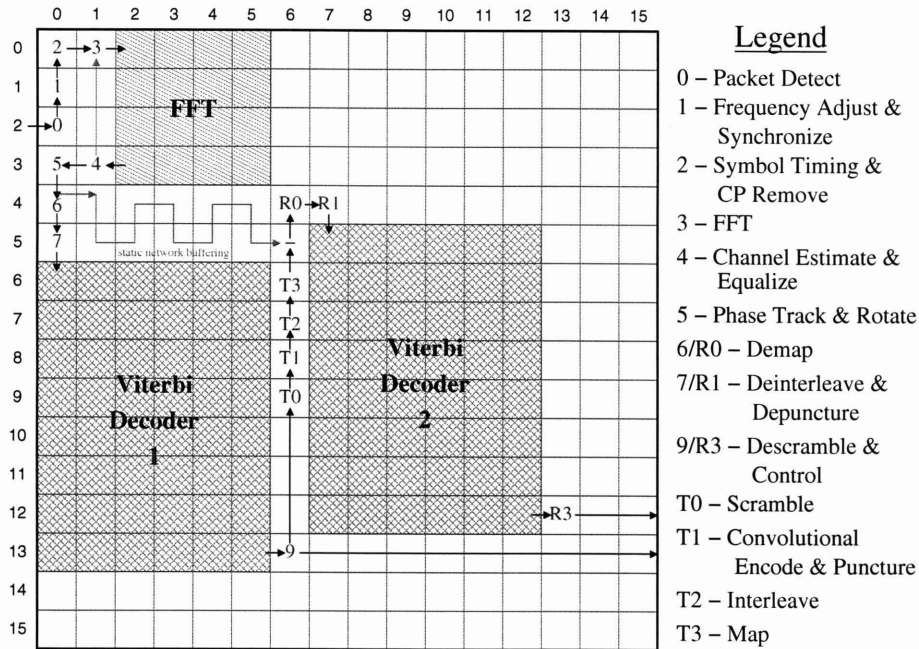 0 1 2 3 4 5 6 7 8 9 10 11 12 13 14 15
0 2 3
1 1
FFT
2 0
3 5 4
4 6 R0 R1
5 7 –
static network buffering
6 T3
7 T2
8 T1
9 T0
10
11
12 R3
13 9
14
15
Viterbi
Decoder
1
Viterbi
Decoder
2
Legend
0 – Packet Detect
1 – Frequency Adjust &
Synchronize
2 – Symbol Timing &
CP Remove
3 – FFT
4 – Channel Estimate &
Equalize
5 – Phase Track & Rotate
6/R0 – Demap
7/R1 – Deinterleave &
Depuncture
9/R3 – Descramble &
Control
T0 – Scramble
T1 – Convolutional
Encode & Puncture
T2 – Interleave
T3 – Map